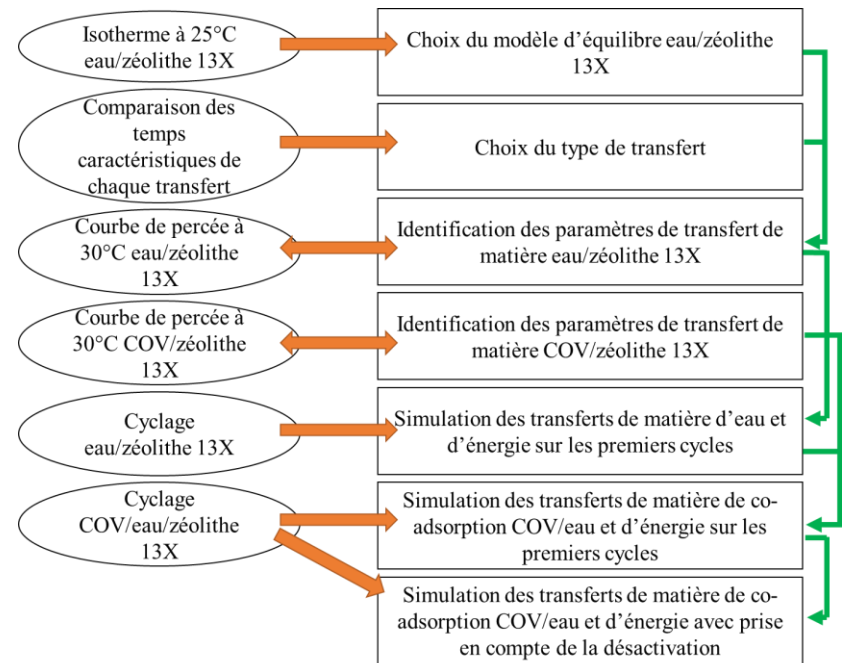 Isotherme à 25°C
eau/zéolithe 13X
Choix du modèle d'équilibre eau/zéolithe
13X
Comparaison des
temps
caractéristiques de
chaque transfert
Choix du type de transfert
Courbe de percée à
30°C eau/zéolithe
13X
Identification des paramètres de transfert de
matière eau/zéolithe 13X
Courbe de percée à
30°C COV/zéolithe
13X
Identification des paramètres de transfert de
matière COV/zéolithe 13X
Cyclage
eau/zéolithe 13X
Simulation des transferts de matière d'eau et
d'énergie sur les premiers cycles
Cyclage
COV/eau/zéolithe
13X
Simulation des transferts de matière de co-
adsorption COV/eau et d'énergie sur les
premiers cycles
Simulation des transferts de matière de co-
adsorption COV/eau et d'énergie avec prise
en compte de la désactivation